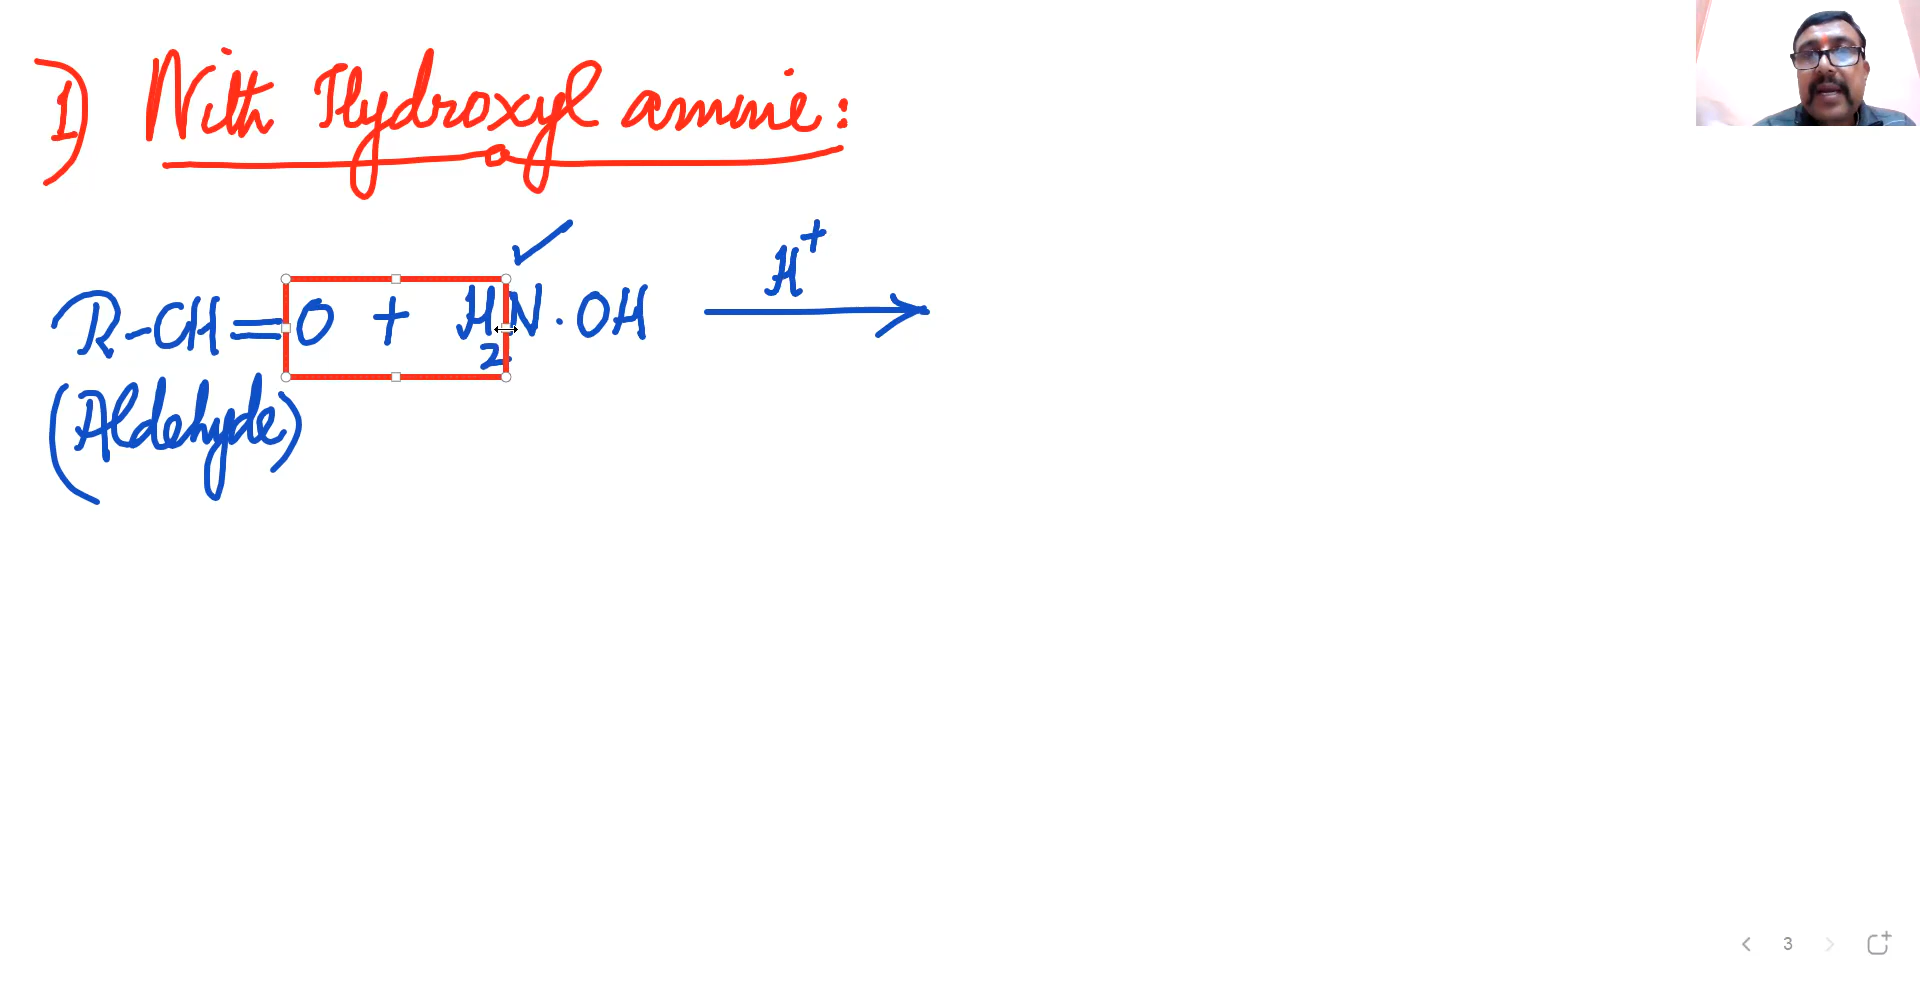 1) With Hydroxyl amine:
H⁺
R-CH=O + H₂N.OH ⟶
(Aldehyde)
3